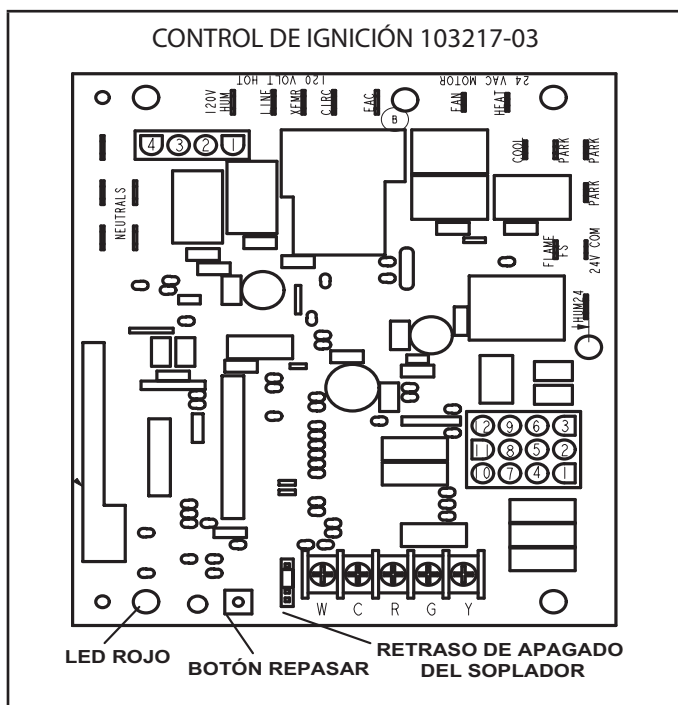 CONTROL DE IGNICIÓN 103217-03
120 VOLT HOT
24 VAC MOTOR
120V
HUM
LINE
XFMR
CIRC
EAC
FAN
HEAT
B
4 3 2 1
COOL
PARK
PARK
PARK
NEUTRALS
FLAME
FS
24V COM
HUM24
12 9 6 3
11 8 5 2
10 7 4 1
W C R G Y
LED ROJO
BOTÓN REPASAR
RETRASO DE APAGADO
DEL SOPLADOR